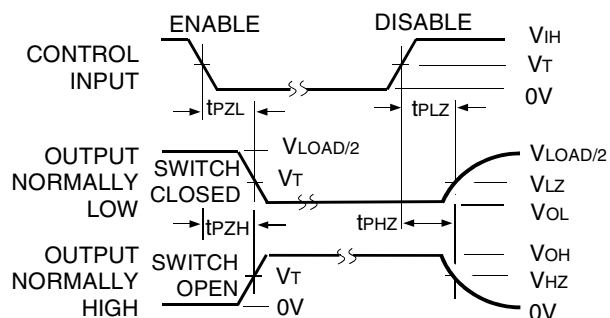 ENABLE
DISABLE
CONTROL
INPUT
VIH
VT
0V
tPZL
tPLZ
OUTPUT
NORMALLY
LOW
SWITCH
CLOSED
VLOAD/2
VT
VLOAD/2
VLZ
VOL
tPZH
tPHZ
OUTPUT
NORMALLY
HIGH
SWITCH
OPEN
VT
0V
VOH
VHZ
0V